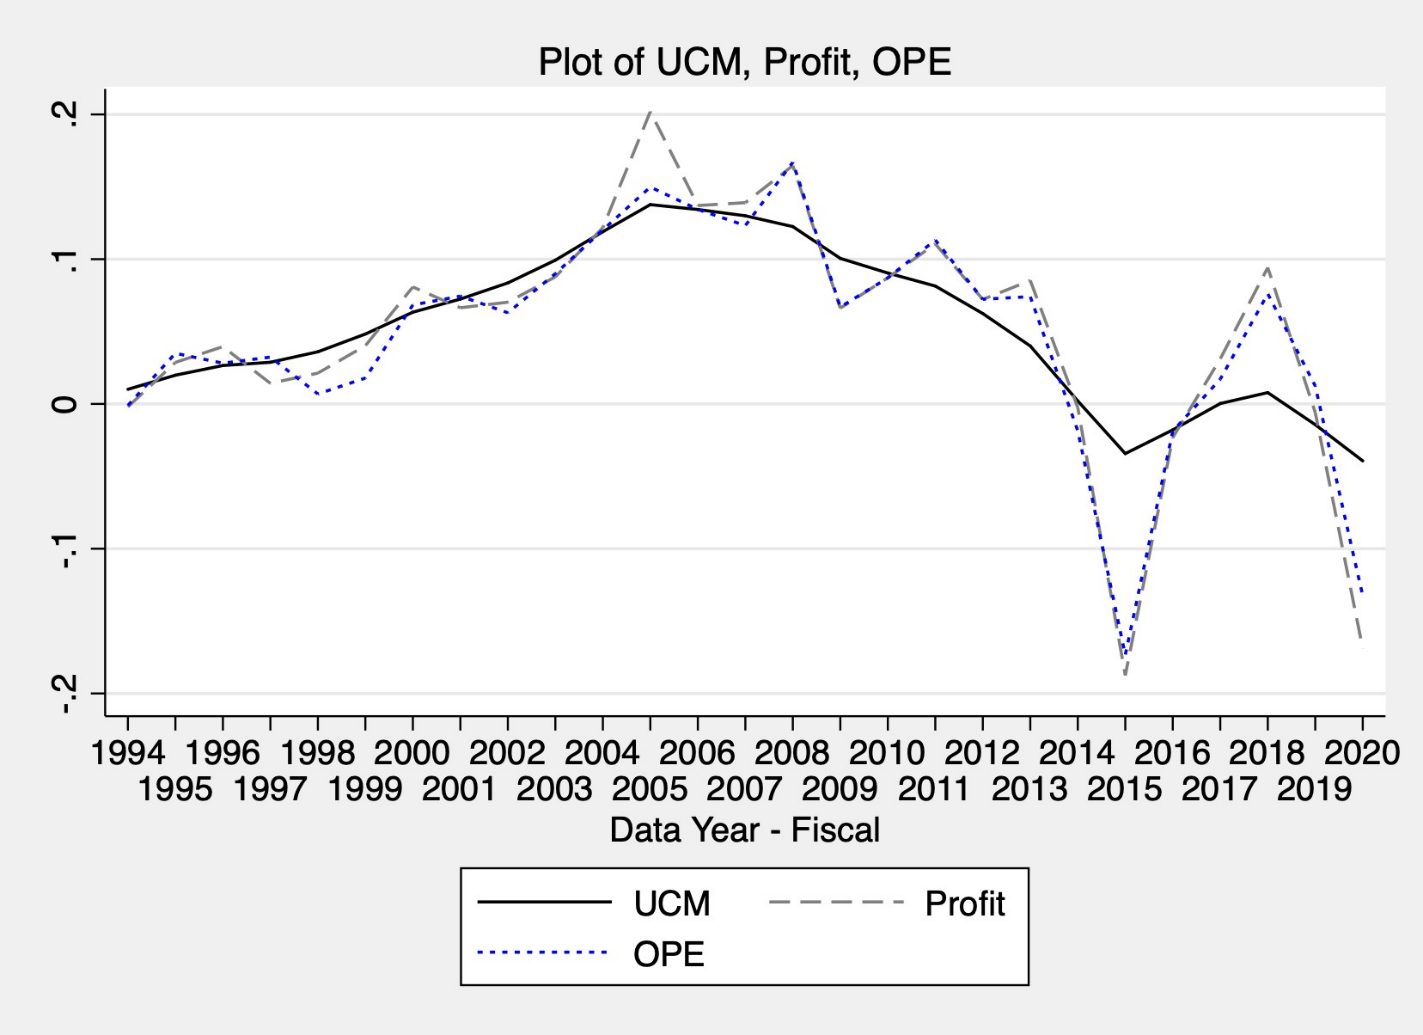 Plot of UCM, Profit, OPE
.2
.1
0
-.1
-.2
1994 1996 1998 2000 2002 2004 2006 2008 2010 2012 2014 2016 2018 2020
1995 1997 1999 2001 2003 2005 2007 2009 2011 2013 2015 2017 2019
Data Year - Fiscal
UCM Profit
OPE